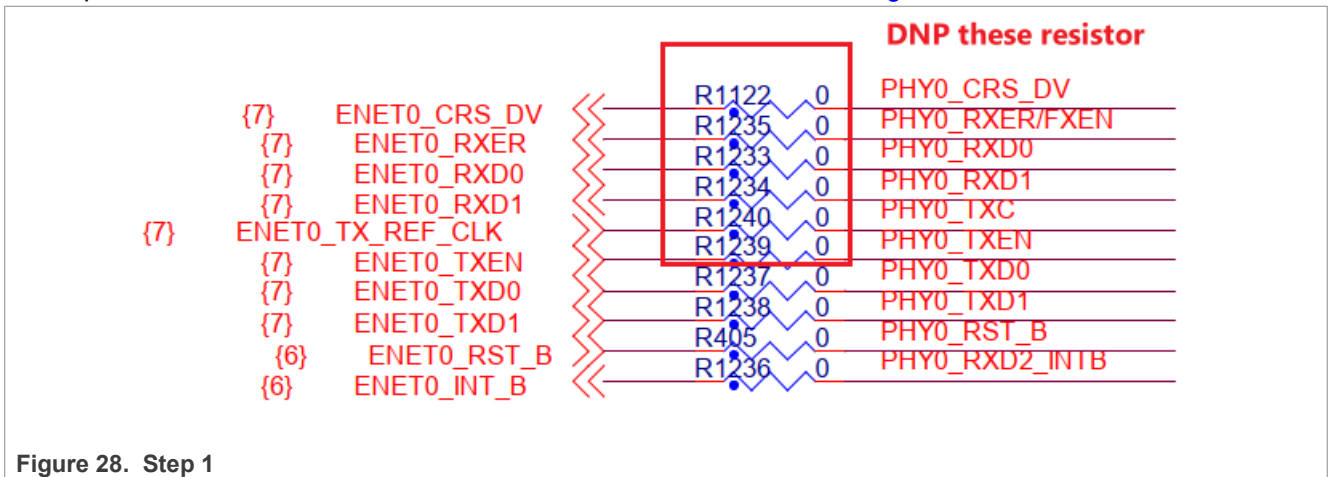 DNP these resistor
{7} ENET0_CRS_DV R1122 0 PHY0_CRS_DV
{7} ENET0_RXER R1235 0 PHY0_RXER/FXEN
{7} ENET0_RXD0 R1233 0 PHY0_RXD0
{7} ENET0_RXD1 R1234 0 PHY0_RXD1
{7} ENET0_TX_REF_CLK R1240 0 PHY0_TXC
{7} ENET0_TXEN R1239 0 PHY0_TXEN
{7} ENET0_TXD0 R1237 0 PHY0_TXD0
{7} ENET0_TXD1 R1238 0 PHY0_TXD1
{6} ENET0_RST_B R405 0 PHY0_RST_B
{6} ENET0_INT_B R1236 0 PHY0_RXD2_INTB
Figure 28. Step 1